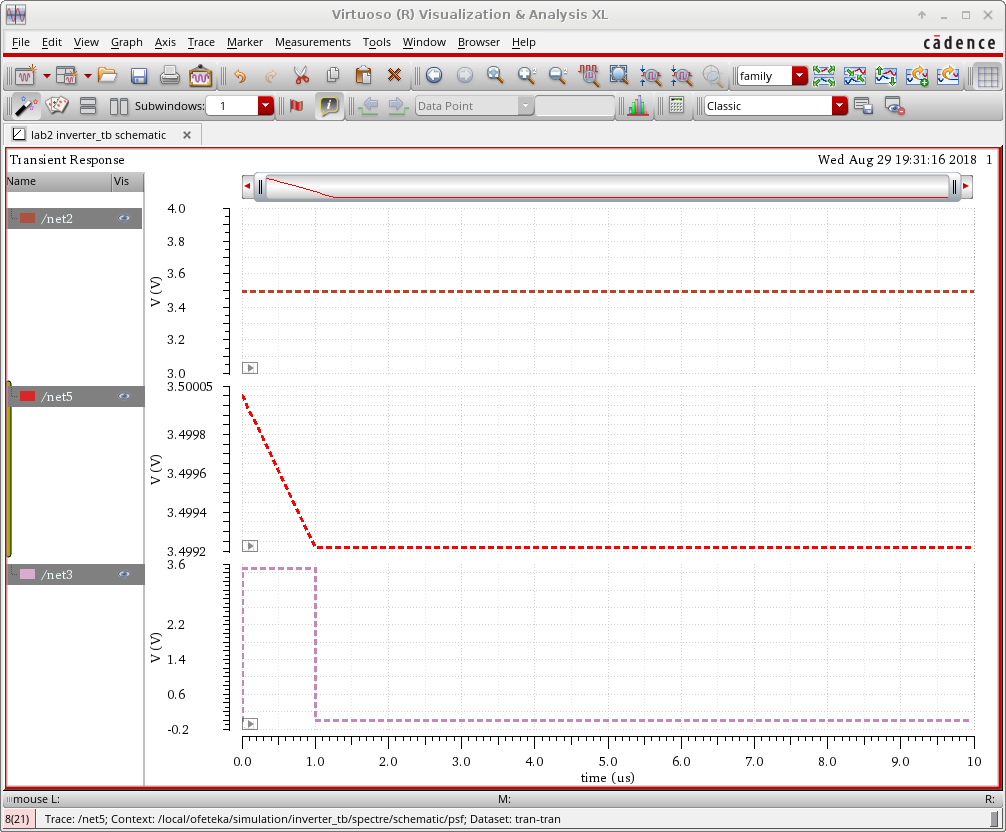 Virtuoso (R) Visualization & Analysis XL
File Edit View Graph Axis Trace Marker Measurements Tools Window Browser Help
cādence
family
Subwindows: 1 Data Point Classic
lab2 inverter_tb schematic
Transient Response Wed Aug 29 19:31:16 2018 1
Name Vis
/net2
4.0
3.8
3.6
3.4
3.2
3.0
V (V)
/net5
3.50005
3.4998
3.4996
3.4994
3.4992
V (V)
/net3
3.6
2.2
1.4
0.6
-0.2
V (V)
0.0 1.0 2.0 3.0 4.0 5.0 6.0 7.0 8.0 9.0 10
time (us)
mouse L: M: R:
8(21) Trace: /net5; Context: /local/ofeteka/simulation/inverter_tb/spectre/schematic/psf; Dataset: tran-tran